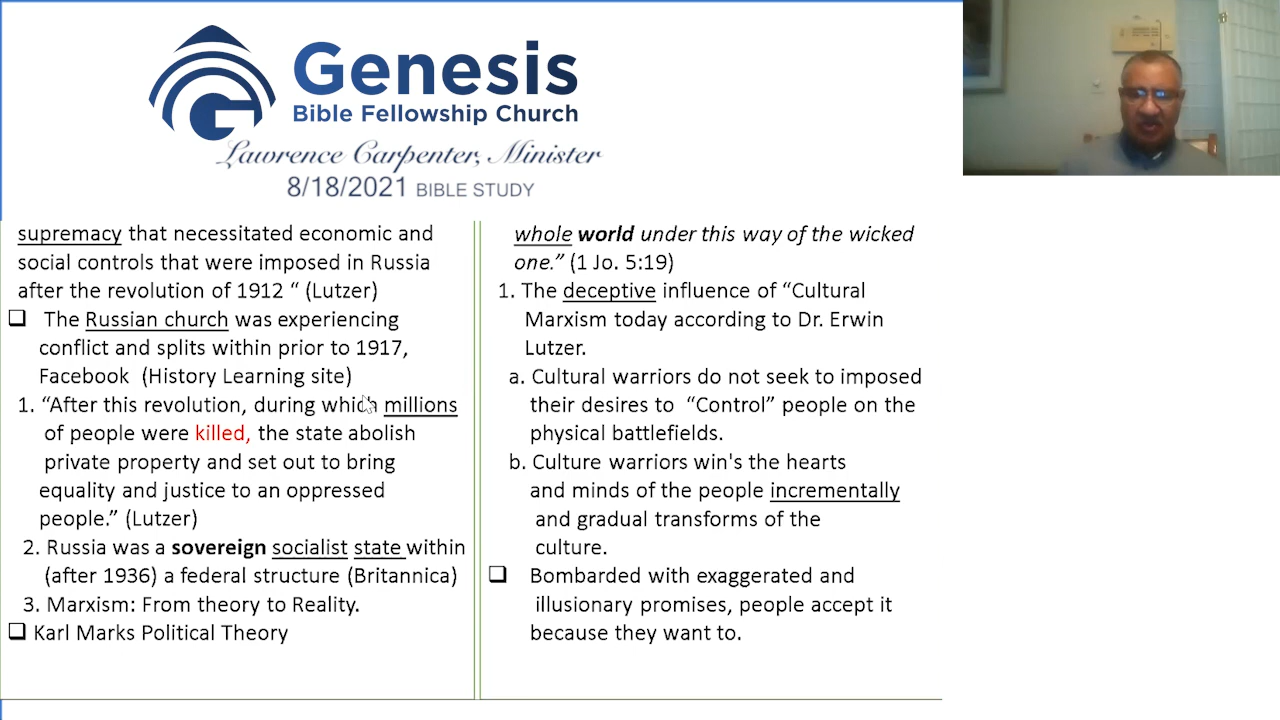 Genesis
Bible Fellowship Church
Lawrence Carpenter, Minister
8/18/2021 BIBLE STUDY
supremacy that necessitated economic and
social controls that were imposed in Russia
after the revolution of 1912 “ (Lutzer)
❑ The Russian church was experiencing
conflict and splits within prior to 1917,
Facebook (History Learning site)
1. “After this revolution, during which millions
of people were killed, the state abolish
private property and set out to bring
equality and justice to an oppressed
people.” (Lutzer)
2. Russia was a sovereign socialist state within
(after 1936) a federal structure (Britannica)
3. Marxism: From theory to Reality.
❑ Karl Marks Political Theory
whole world under this way of the wicked
one.” (1 Jo. 5:19)
1. The deceptive influence of “Cultural
Marxism today according to Dr. Erwin
Lutzer.
a. Cultural warriors do not seek to imposed
their desires to “Control” people on the
physical battlefields.
b. Culture warriors win's the hearts
and minds of the people incrementally
and gradual transforms of the
culture.
❑ Bombarded with exaggerated and
illusionary promises, people accept it
because they want to.